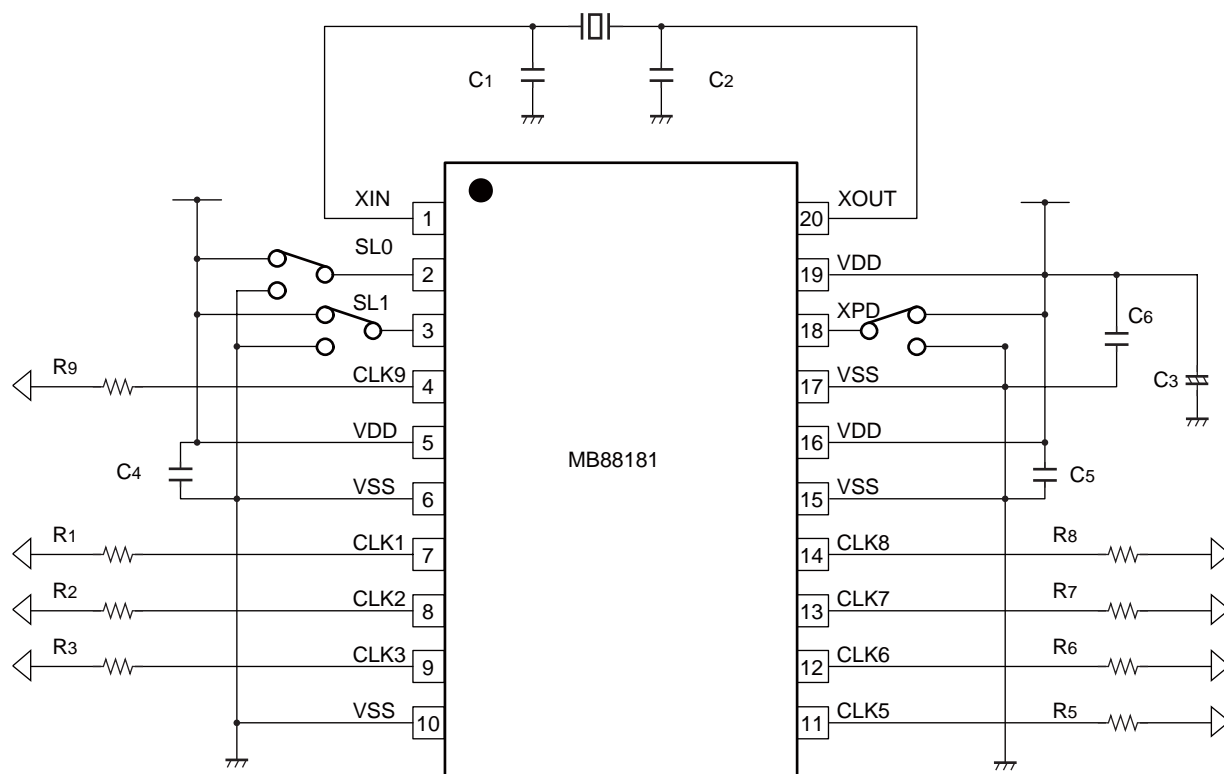 C1
C2
XIN
1
XOUT
20
SL0
2
VDD
19
SL1
3
XPD
18
C6
R9
CLK9
4
VSS
17
C3
VDD
5
VDD
16
C4
MB88181
C5
VSS
6
VSS
15
R1
CLK1
7
CLK8
14
R8
R2
CLK2
8
CLK7
13
R7
R3
CLK3
9
CLK6
12
R6
VSS
10
CLK5
11
R5